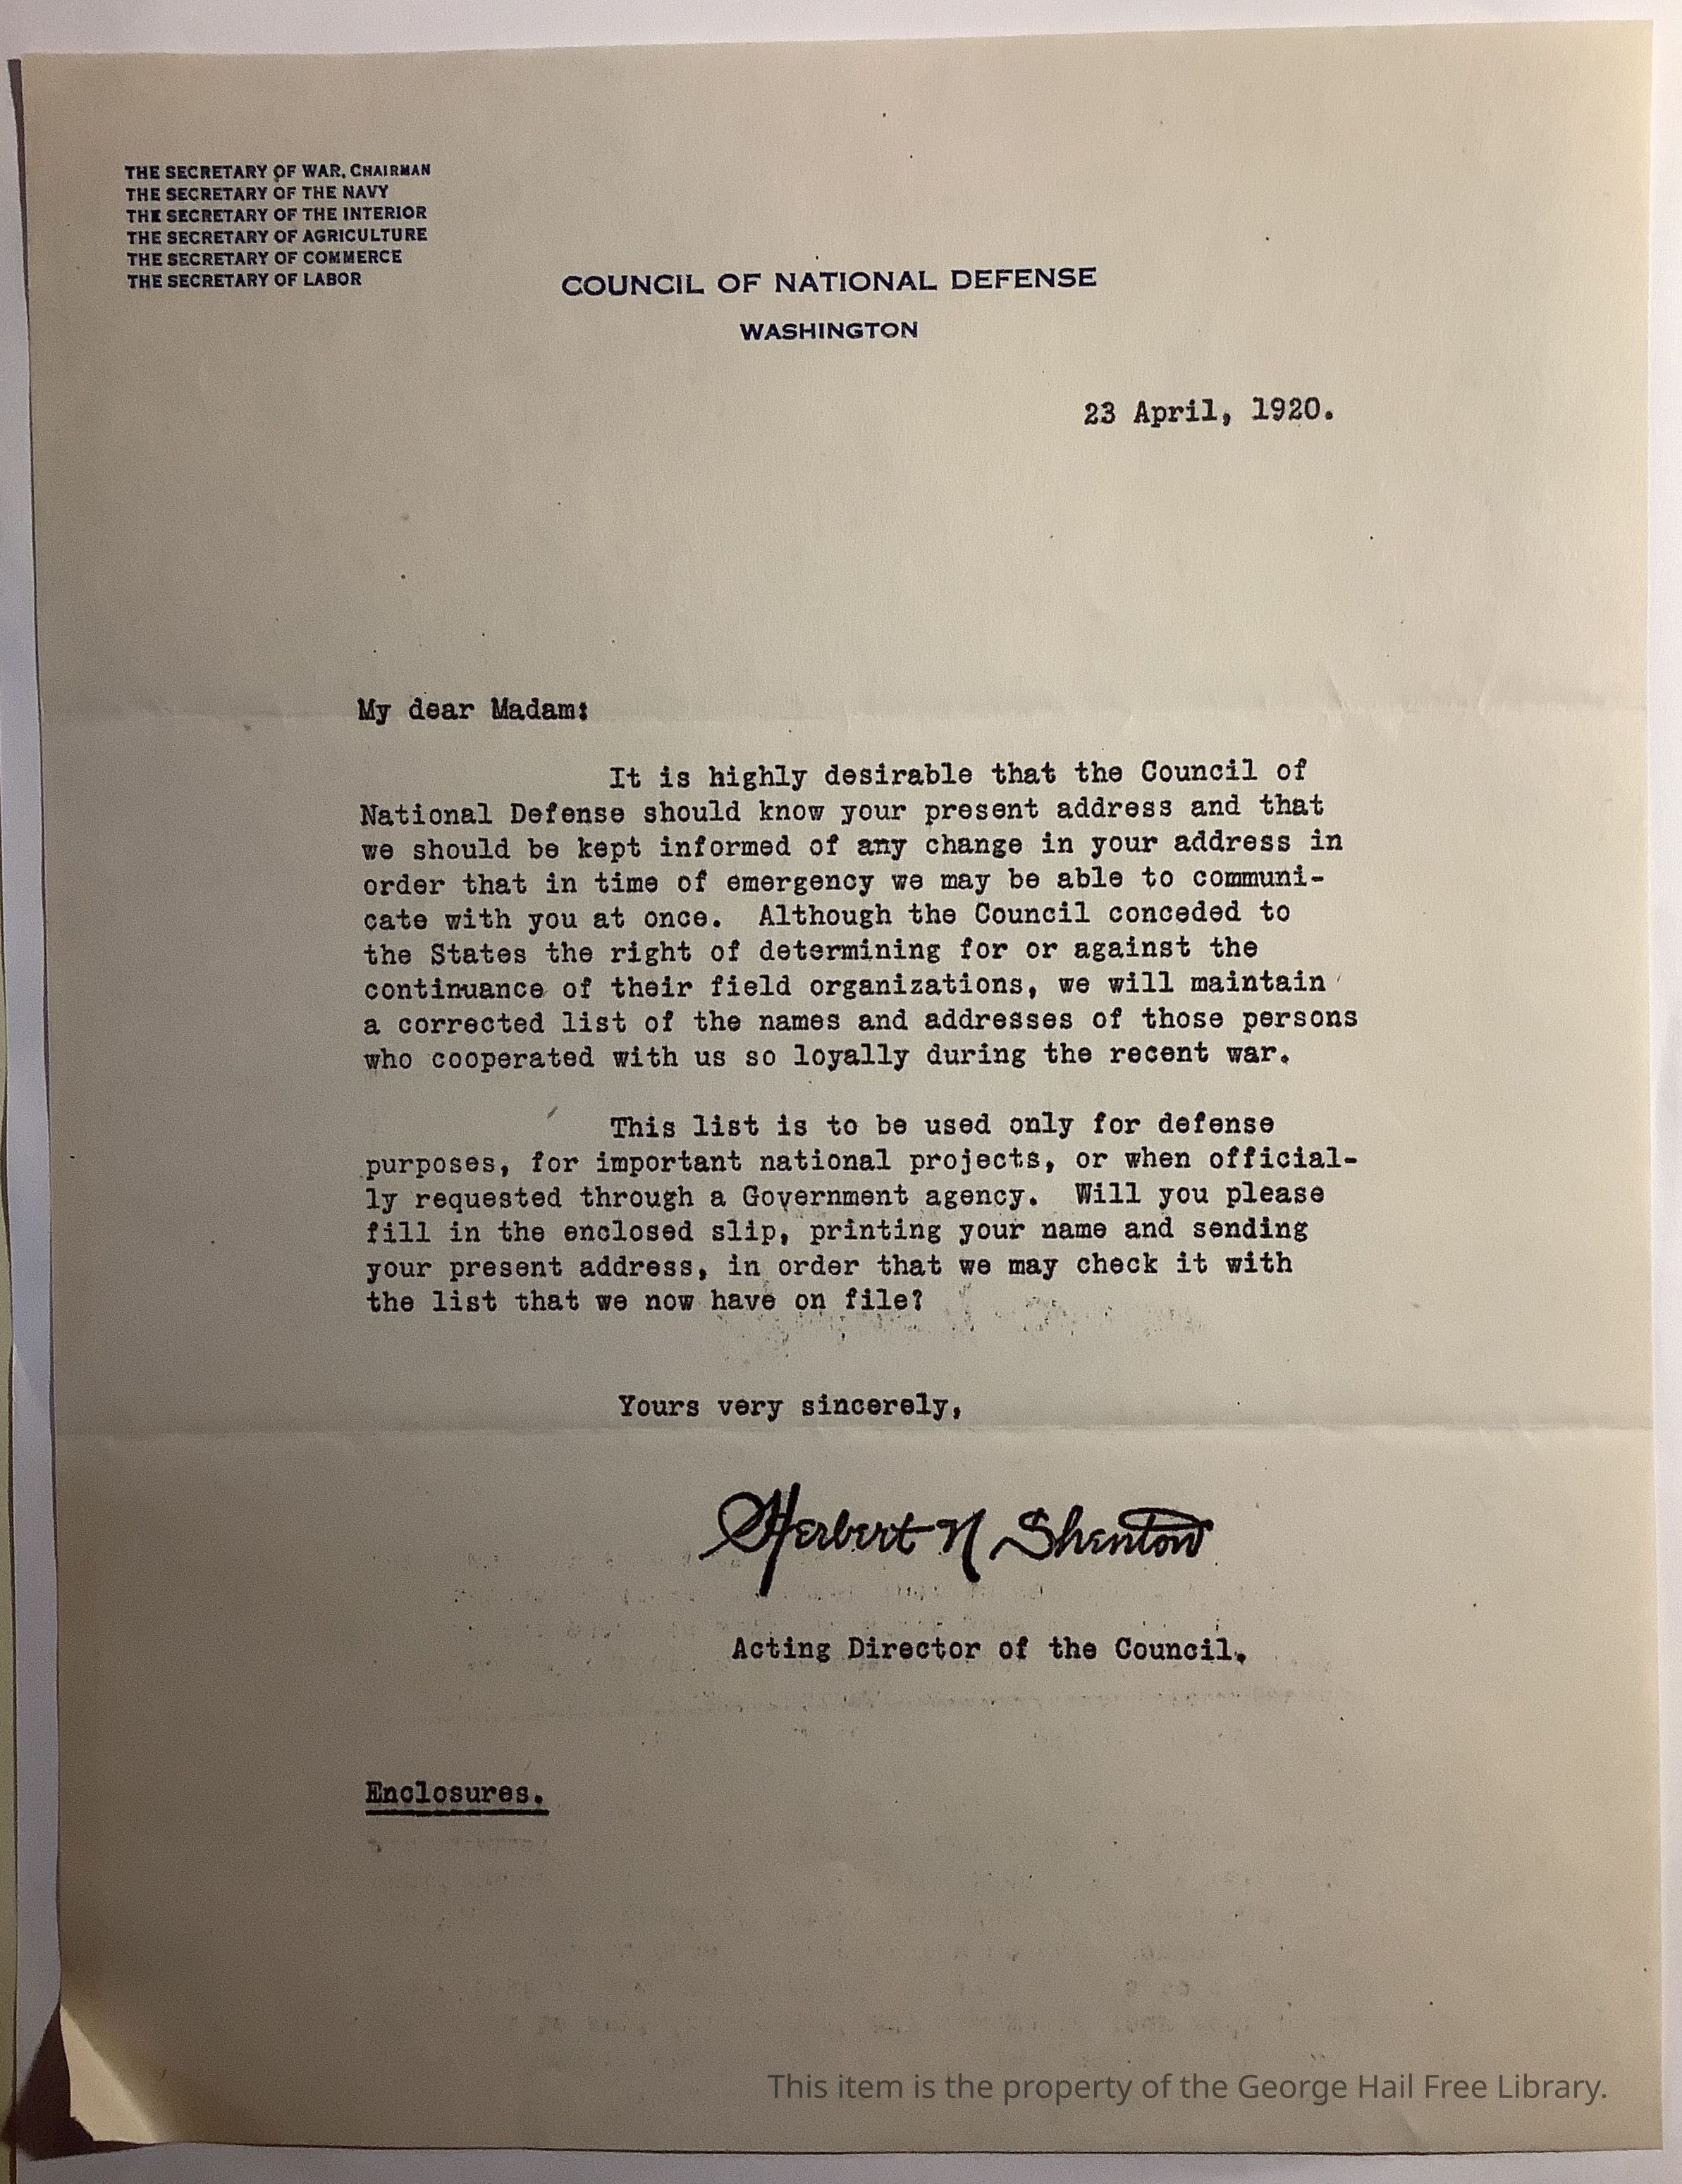 THE SECRETARY OF WAR, CHAIRMAN
THE SECRETARY OF THE NAVY
THE SECRETARY OF THE INTERIOR
THE SECRETARY OF AGRICULTURE
THE SECRETARY OF COMMERCE
THE SECRETARY OF LABOR
COUNCIL OF NATIONAL DEFENSE
WASHINGTON
23 April, 1920.
My dear Madam:
It is highly desirable that the Council of
National Defense should know your present address and that
we should be kept informed of any change in your address in
order that in time of emergency we may be able to communi-
cate with you at once. Although the Council conceded to
the States the right of determining for or against the
continuance of their field organizations, we will maintain
a corrected list of the names and addresses of those persons
who cooperated with us so loyally during the recent war.
This list is to be used only for defense
purposes, for important national projects, or when official-
ly requested through a Government agency. Will you please
fill in the enclosed slip, printing your name and sending
your present address, in order that we may check it with
the list that we now have on file?
Yours very sincerely,
Herbert N Shenton
Acting Director of the Council.
Enclosures.
This item is the property of the George Hail Free Library.